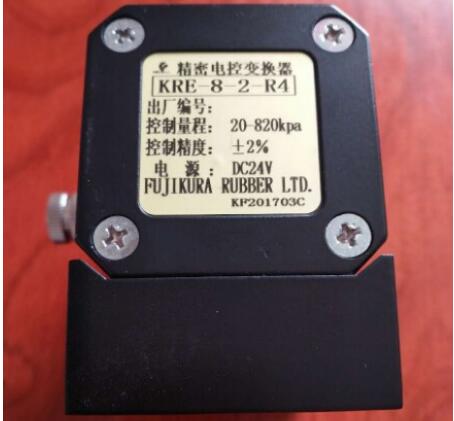 精密电控变换器
KRE-8-2-R4
出厂编号:
控制量程: 20-820kpa
控制精度: ±2%
电 源 : DC24V
FUJIKURA RUBBER LTD.
KF201703C